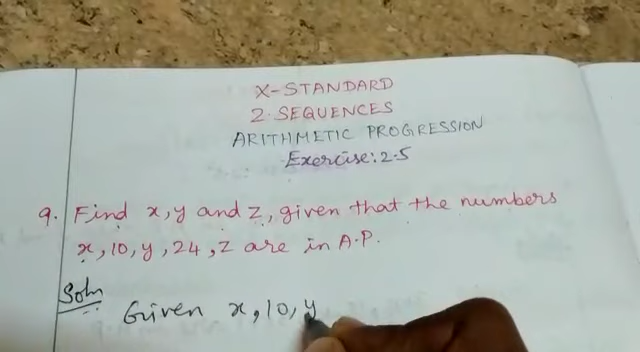 X-STANDARD
2.SEQUENCES
ARITHMETIC PROGRESSION
Exercise:2.5
9. Find x, y and z, given that the numbers
x, 10, y, 24, z are in A.P.
Soln
Given x, 10, y